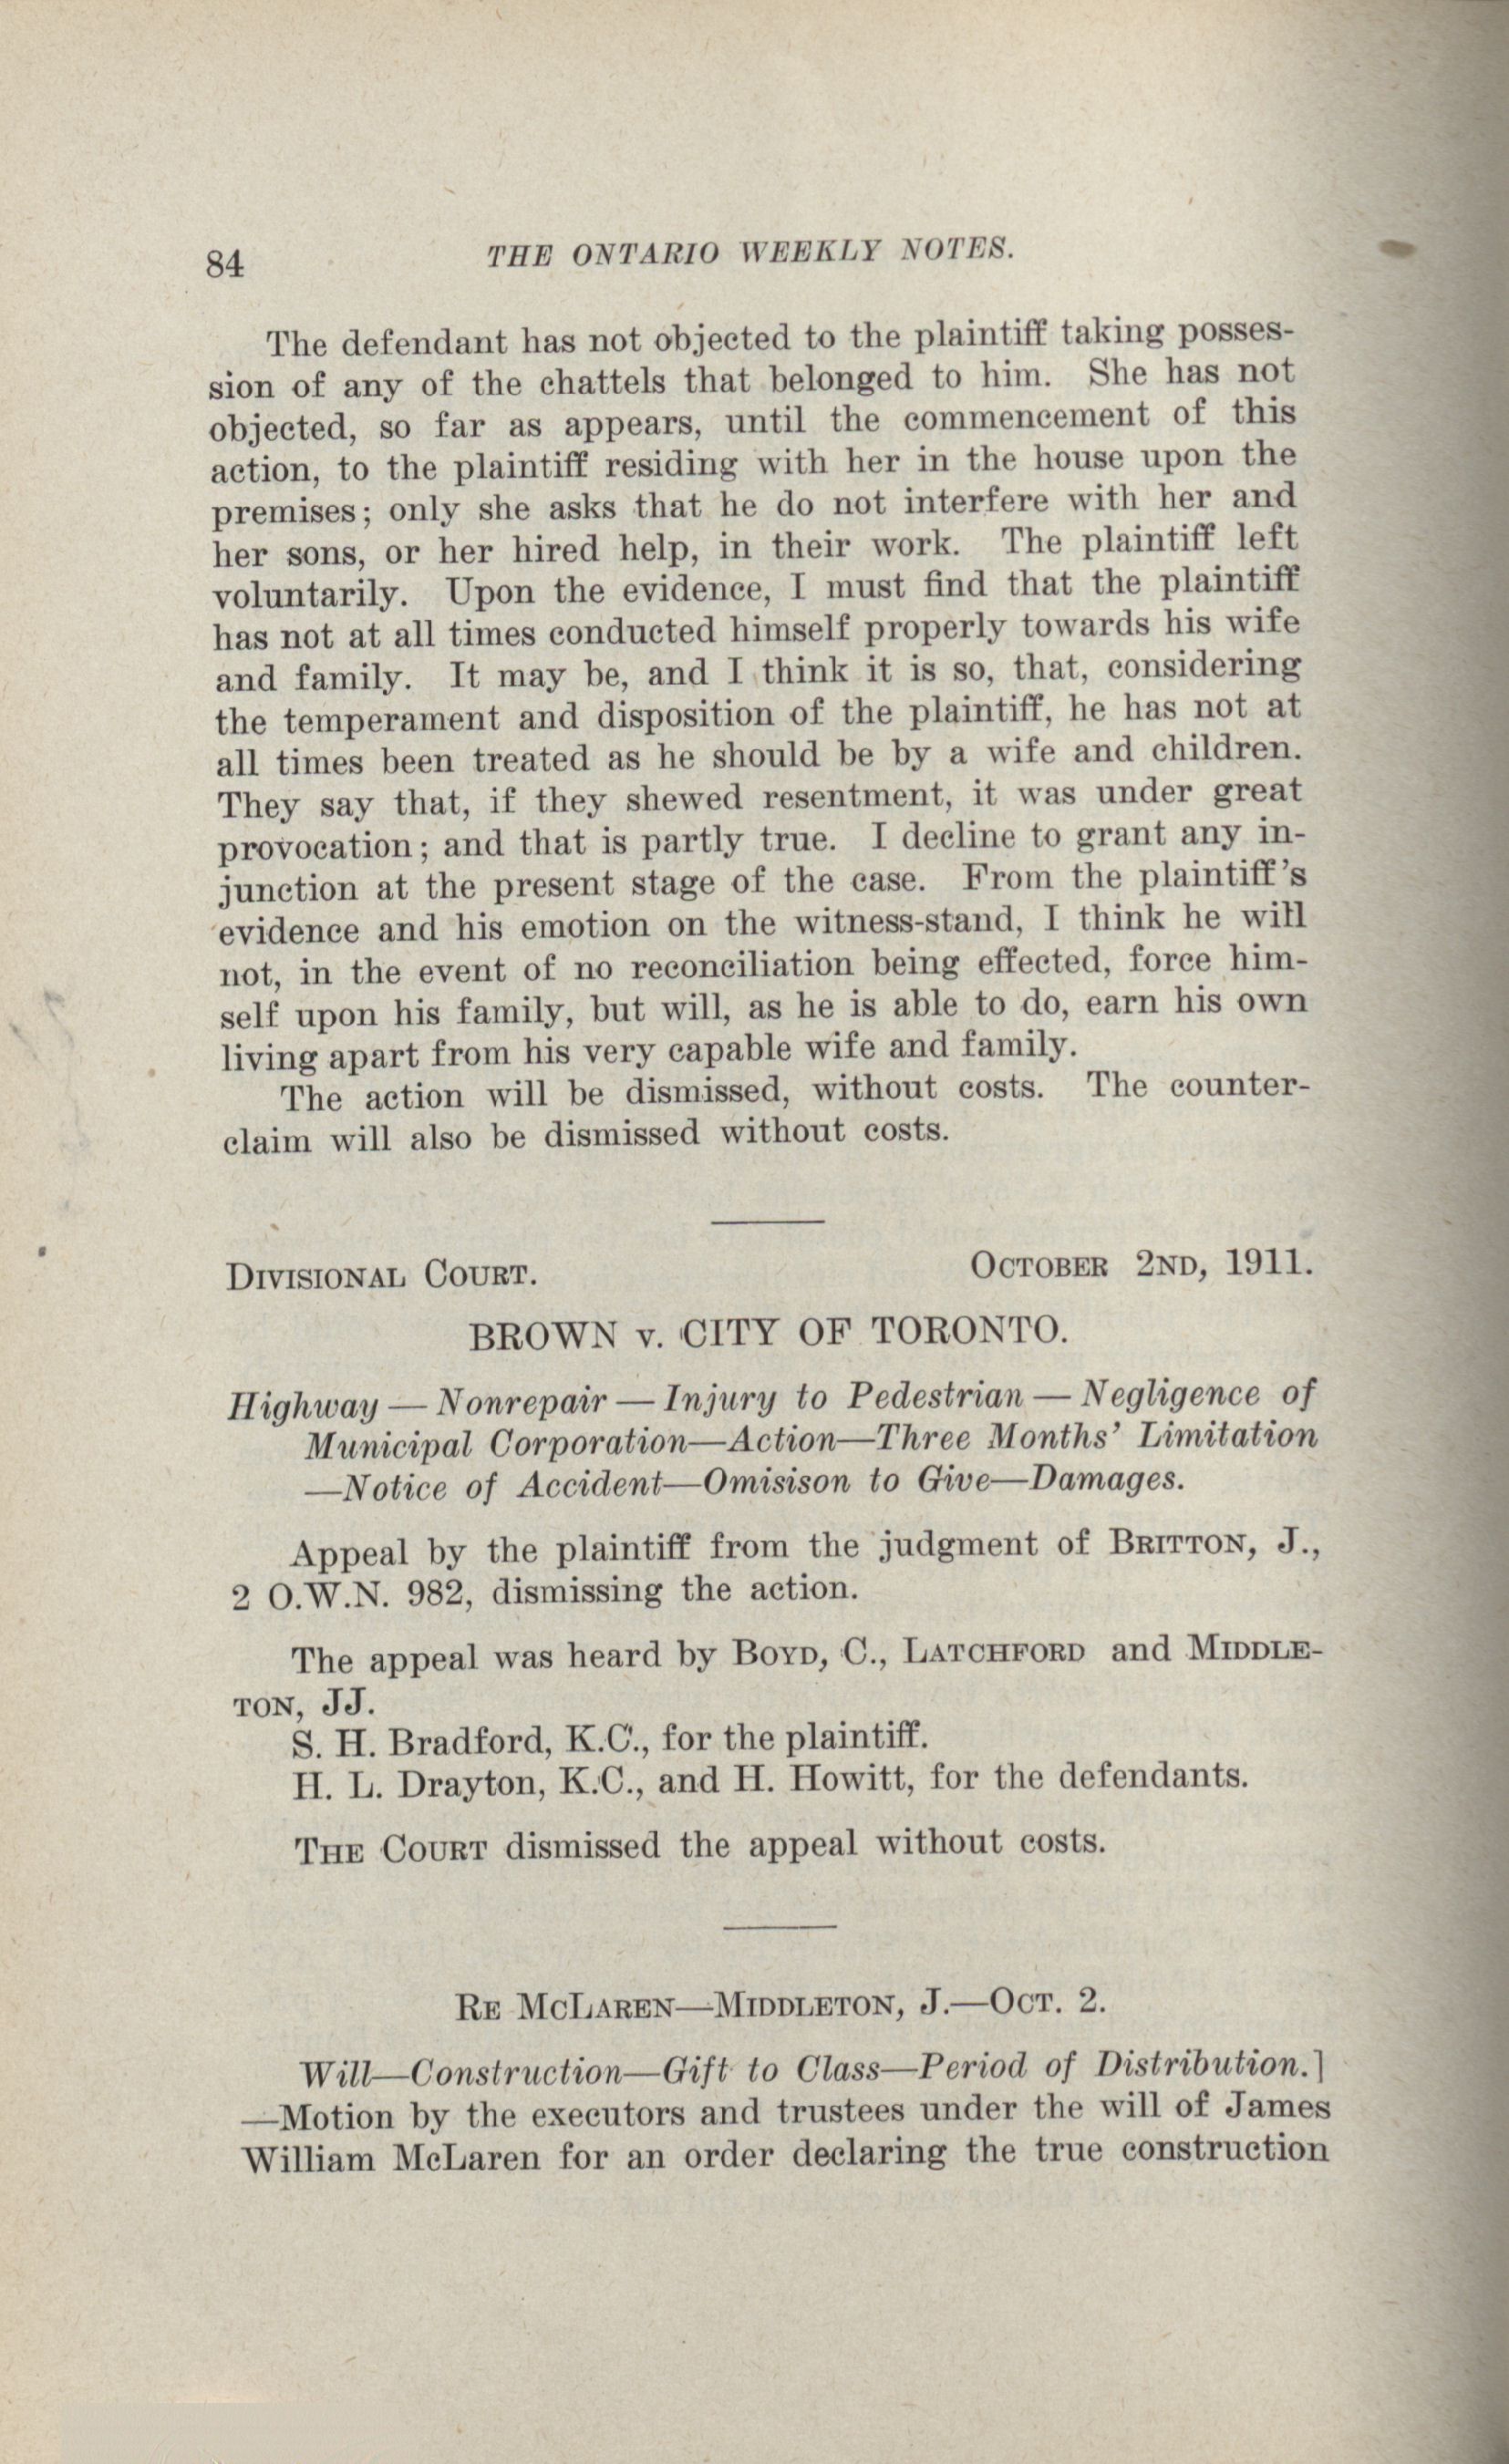 84
THE ONTARIO WEEKLY NOTES.
The defendant has not objected to the plaintiff taking posses-
sion of any of the chattels that belonged to him. She has not
objected, so far as appears, until the commencement of this
action, to the plaintiff residing with her in the house upon the
premises; only she asks that he do not interfere with her and
her sons, or her hired help, in their work. The plaintiff left
voluntarily. Upon the evidence, I must find that the plaintiff
has not at all times conducted himself properly towards his wife
and family. It may be, and I think it is so, that, considering
the temperament and disposition of the plaintiff, he has not at
all times been treated as he should be by a wife and children.
They say that, if they shewed resentment, it was under great
provocation; and that is partly true. I decline to grant any in-
junction at the present stage of the case. From the plaintiff's
evidence and his emotion on the witness-stand, I think he will
not, in the event of no reconciliation being effected, force him-
self upon his family, but will, as he is able to do, earn his own
living apart from his very capable wife and family.
The action will be dismissed, without costs. The counter-
claim will also be dismissed without costs.
DIVISIONAL COURT. OCTOBER 2ND, 1911.
BROWN v. CITY OF TORONTO.
Highway — Nonrepair — Injury to Pedestrian — Negligence of
Municipal Corporation—Action—Three Months' Limitation
—Notice of Accident—Omisison to Give—Damages.
Appeal by the plaintiff from the judgment of BRITTON, J.,
2 O.W.N. 982, dismissing the action.
The appeal was heard by BOYD, C., LATCHFORD and MIDDLE-
TON, JJ.
S. H. Bradford, K.C., for the plaintiff.
H. L. Drayton, K.C., and H. Howitt, for the defendants.
THE COURT dismissed the appeal without costs.
RE MCLAREN—MIDDLETON, J.—OCT. 2.
Will—Construction—Gift to Class—Period of Distribution.]
—Motion by the executors and trustees under the will of James
William McLaren for an order declaring the true construction